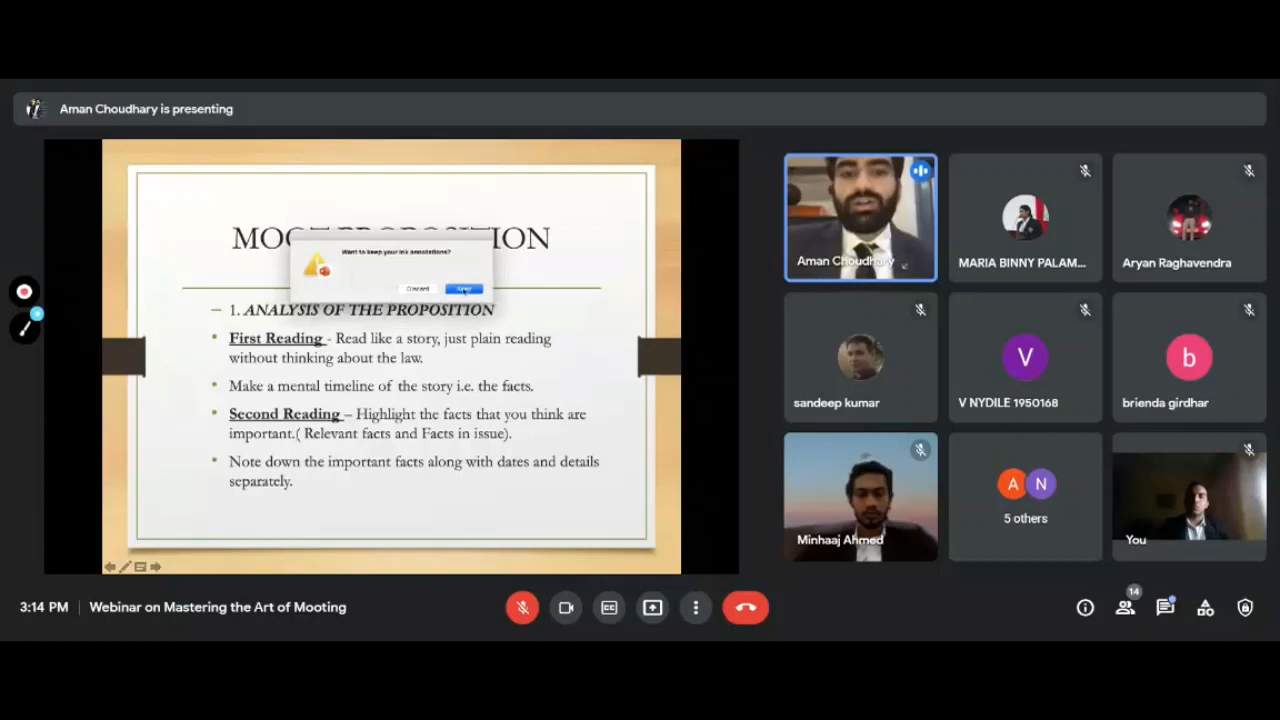 Aman Choudhary is presenting
MOOT PROPOSITION
Want to keep your ink annotations?
Discard Keep
– 1. ANALYSIS OF THE PROPOSITION
• First Reading - Read like a story, just plain reading
without thinking about the law.
• Make a mental timeline of the story i.e. the facts.
• Second Reading – Highlight the facts that you think are
important.( Relevant facts and Facts in issue).
• Note down the important facts along with dates and details
separately.
Aman Choudhary
MARIA BINNY PALAM...
Aryan Raghavendra
sandeep kumar
V
V NYDILE 1950168
b
brienda girdhar
Minhaaj Ahmed
A N
5 others
You
3:14 PM | Webinar on Mastering the Art of Mooting
CC
14